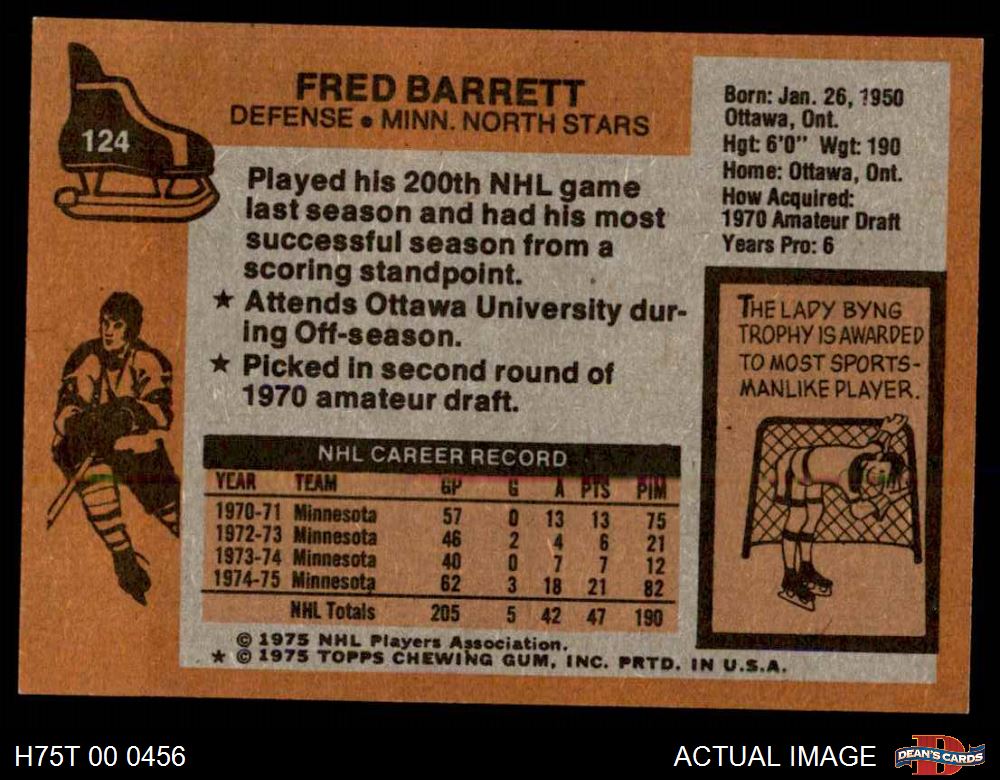 124
FRED BARRETT
DEFENSE • MINN. NORTH STARS
Played his 200th NHL game
last season and had his most
successful season from a
scoring standpoint.
★ Attends Ottawa University dur-
ing Off-season.
★ Picked in second round of
1970 amateur draft.
Born: Jan. 26, 1950
Ottawa, Ont.
Hgt: 6'0" Wgt: 190
Home: Ottawa, Ont.
How Acquired:
1970 Amateur Draft
Years Pro: 6
THE LADY BYNG
TROPHY IS AWARDED
TO MOST SPORTS-
MANLIKE PLAYER.
NHL CAREER RECORD
YEAR TEAM GP G A PTS PIM
1970-71 Minnesota 57 0 13 13 75
1972-73 Minnesota 46 2 4 6 21
1973-74 Minnesota 40 0 7 7 12
1974-75 Minnesota 62 3 18 21 82
NHL Totals 205 5 42 47 190
© 1975 NHL Players Association.
★ © 1975 TOPPS CHEWING GUM, INC. PRTD. IN U.S.A.
H75T 00 0456
ACTUAL IMAGE
DEAN'S CARDS